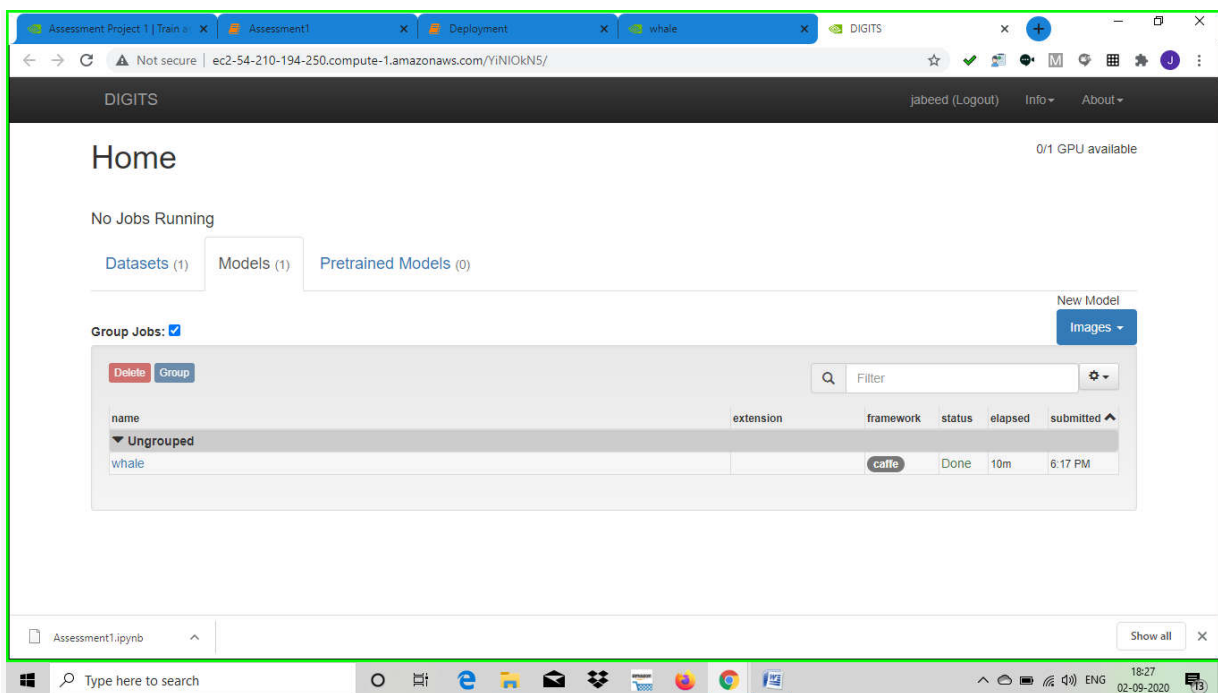 Assessment Project 1 | Train a Assessment1 Deployment whale DIGITS
Not secure | ec2-54-210-194-250.compute-1.amazonaws.com/YiNIOkN5/ M J
DIGITS jabeed (Logout) Info About
Home 0/1 GPU available
No Jobs Running
Datasets (1) Models (1) Pretrained Models (0)
New Model
Group Jobs: Images
Delete Group Filter
name extension framework status elapsed submitted
Ungrouped
whale caffe Done 10m 6:17 PM
Assessment1.ipynb Show all
Type here to search ENG 18:27
02-09-2020 13